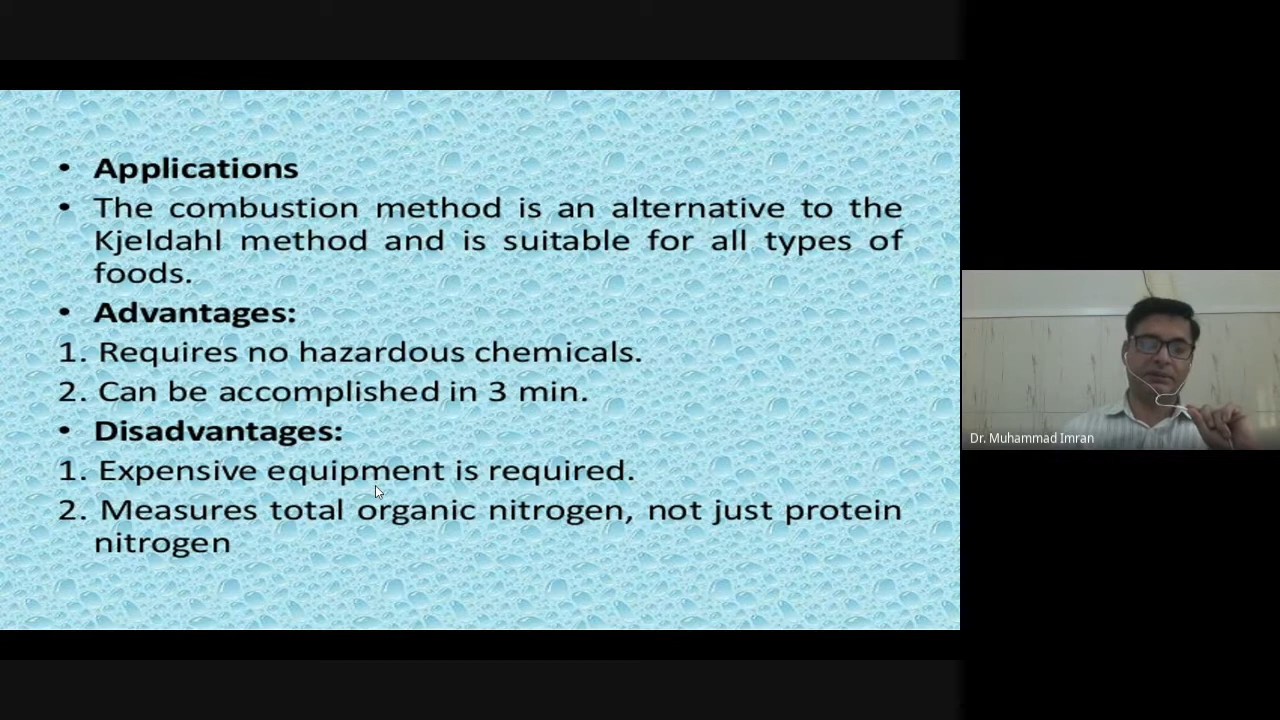 • Applications
• The combustion method is an alternative to the
Kjeldahl method and is suitable for all types of
foods.
• Advantages:
1. Requires no hazardous chemicals.
2. Can be accomplished in 3 min.
• Disadvantages:
1. Expensive equipment is required.
2. Measures total organic nitrogen, not just protein
nitrogen
Dr. Muhammad Imran